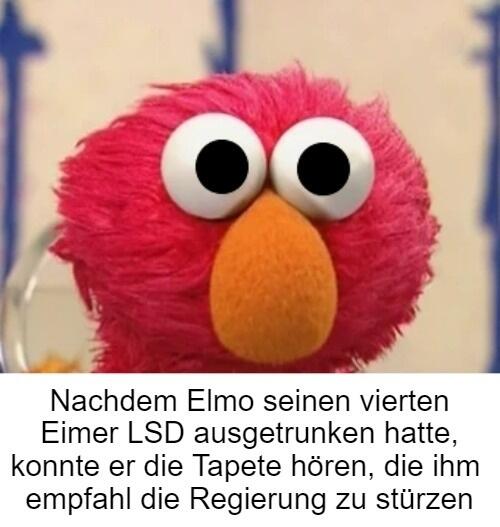 Nachdem Elmo seinen vierten
Eimer LSD ausgetrunken hatte,
konnte er die Tapete hören, die ihm
empfahl die Regierung zu stürzen